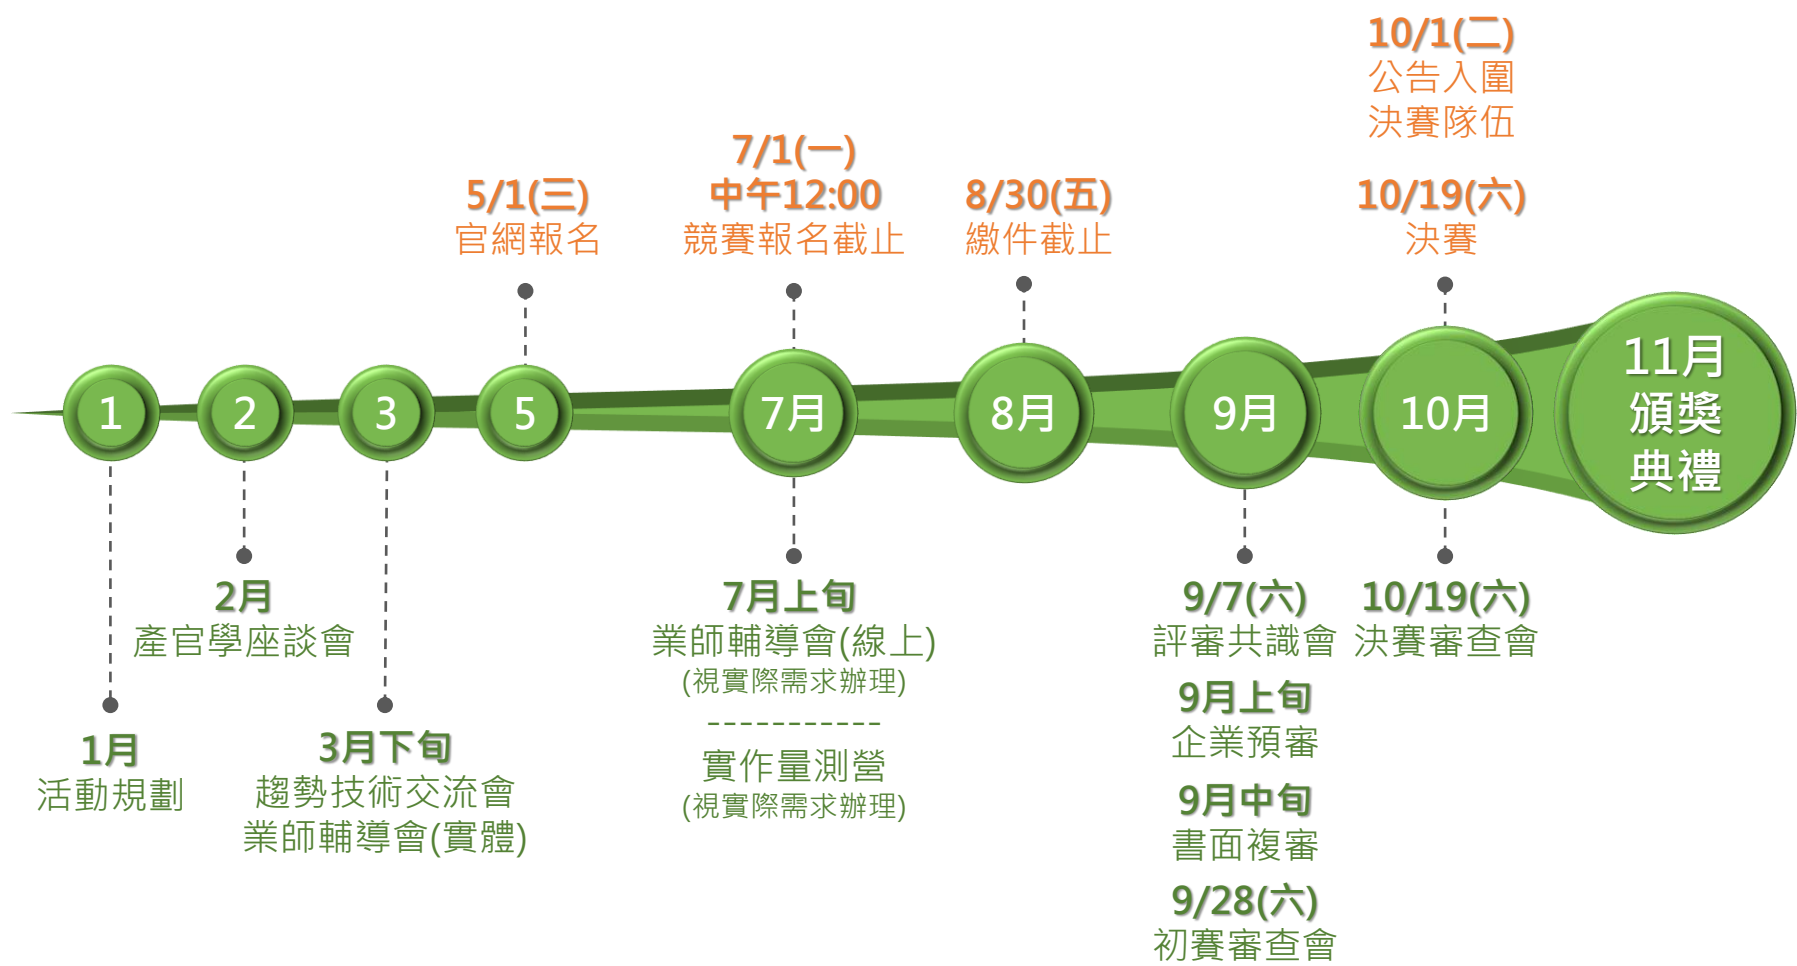 10/1(二)
公告入圍
決賽隊伍
7/1(一)
中午12:00
競賽報名截止
5/1(三)
官網報名
8/30(五)
繳件截止
10/19(六)
決賽
1
2
3
5
7月
8月
9月
10月
11月
頒獎
典禮
2月
產官學座談會
1月
活動規劃
3月下旬
趨勢技術交流會
業師輔導會(實體)
7月上旬
業師輔導會(線上)
(視實際需求辦理)
-----------
實作量測營
(視實際需求辦理)
9/7(六)
評審共識會
9月上旬
企業預審
9月中旬
書面複審
9/28(六)
初賽審查會
10/19(六)
決賽審查會